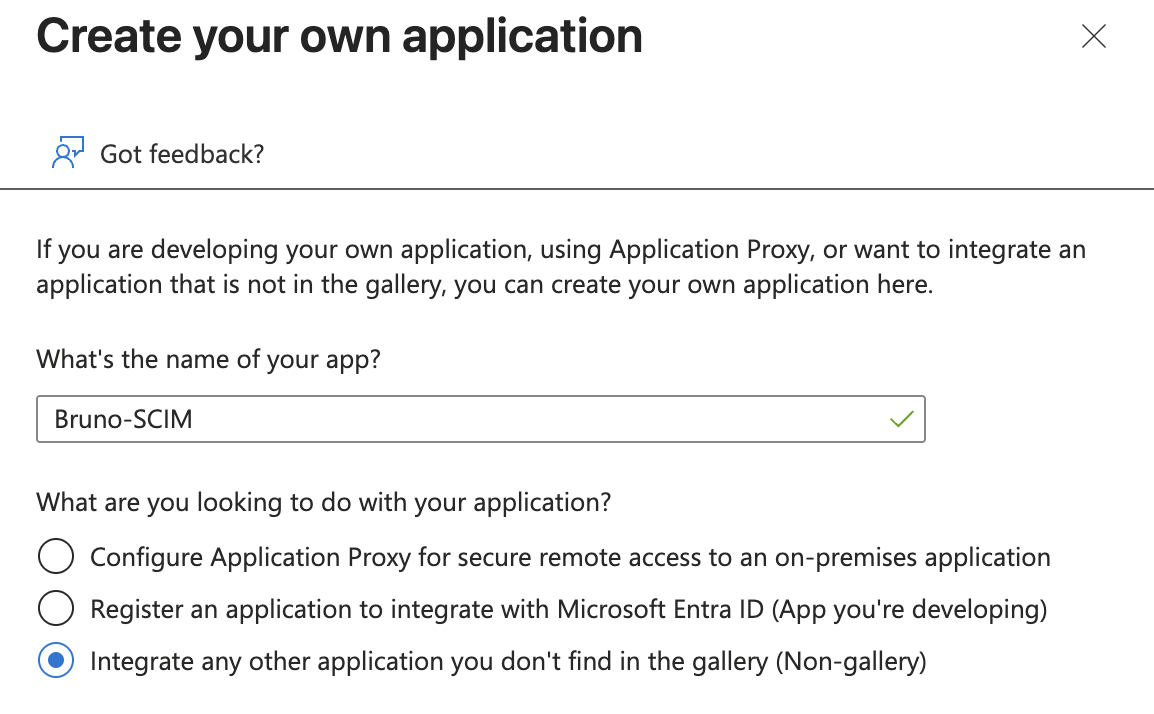 Create your own application
Got feedback?
If you are developing your own application, using Application Proxy, or want to integrate an
application that is not in the gallery, you can create your own application here.
What's the name of your app?
Bruno-SCIM
What are you looking to do with your application?
Configure Application Proxy for secure remote access to an on-premises application
Register an application to integrate with Microsoft Entra ID (App you're developing)
Integrate any other application you don't find in the gallery (Non-gallery)